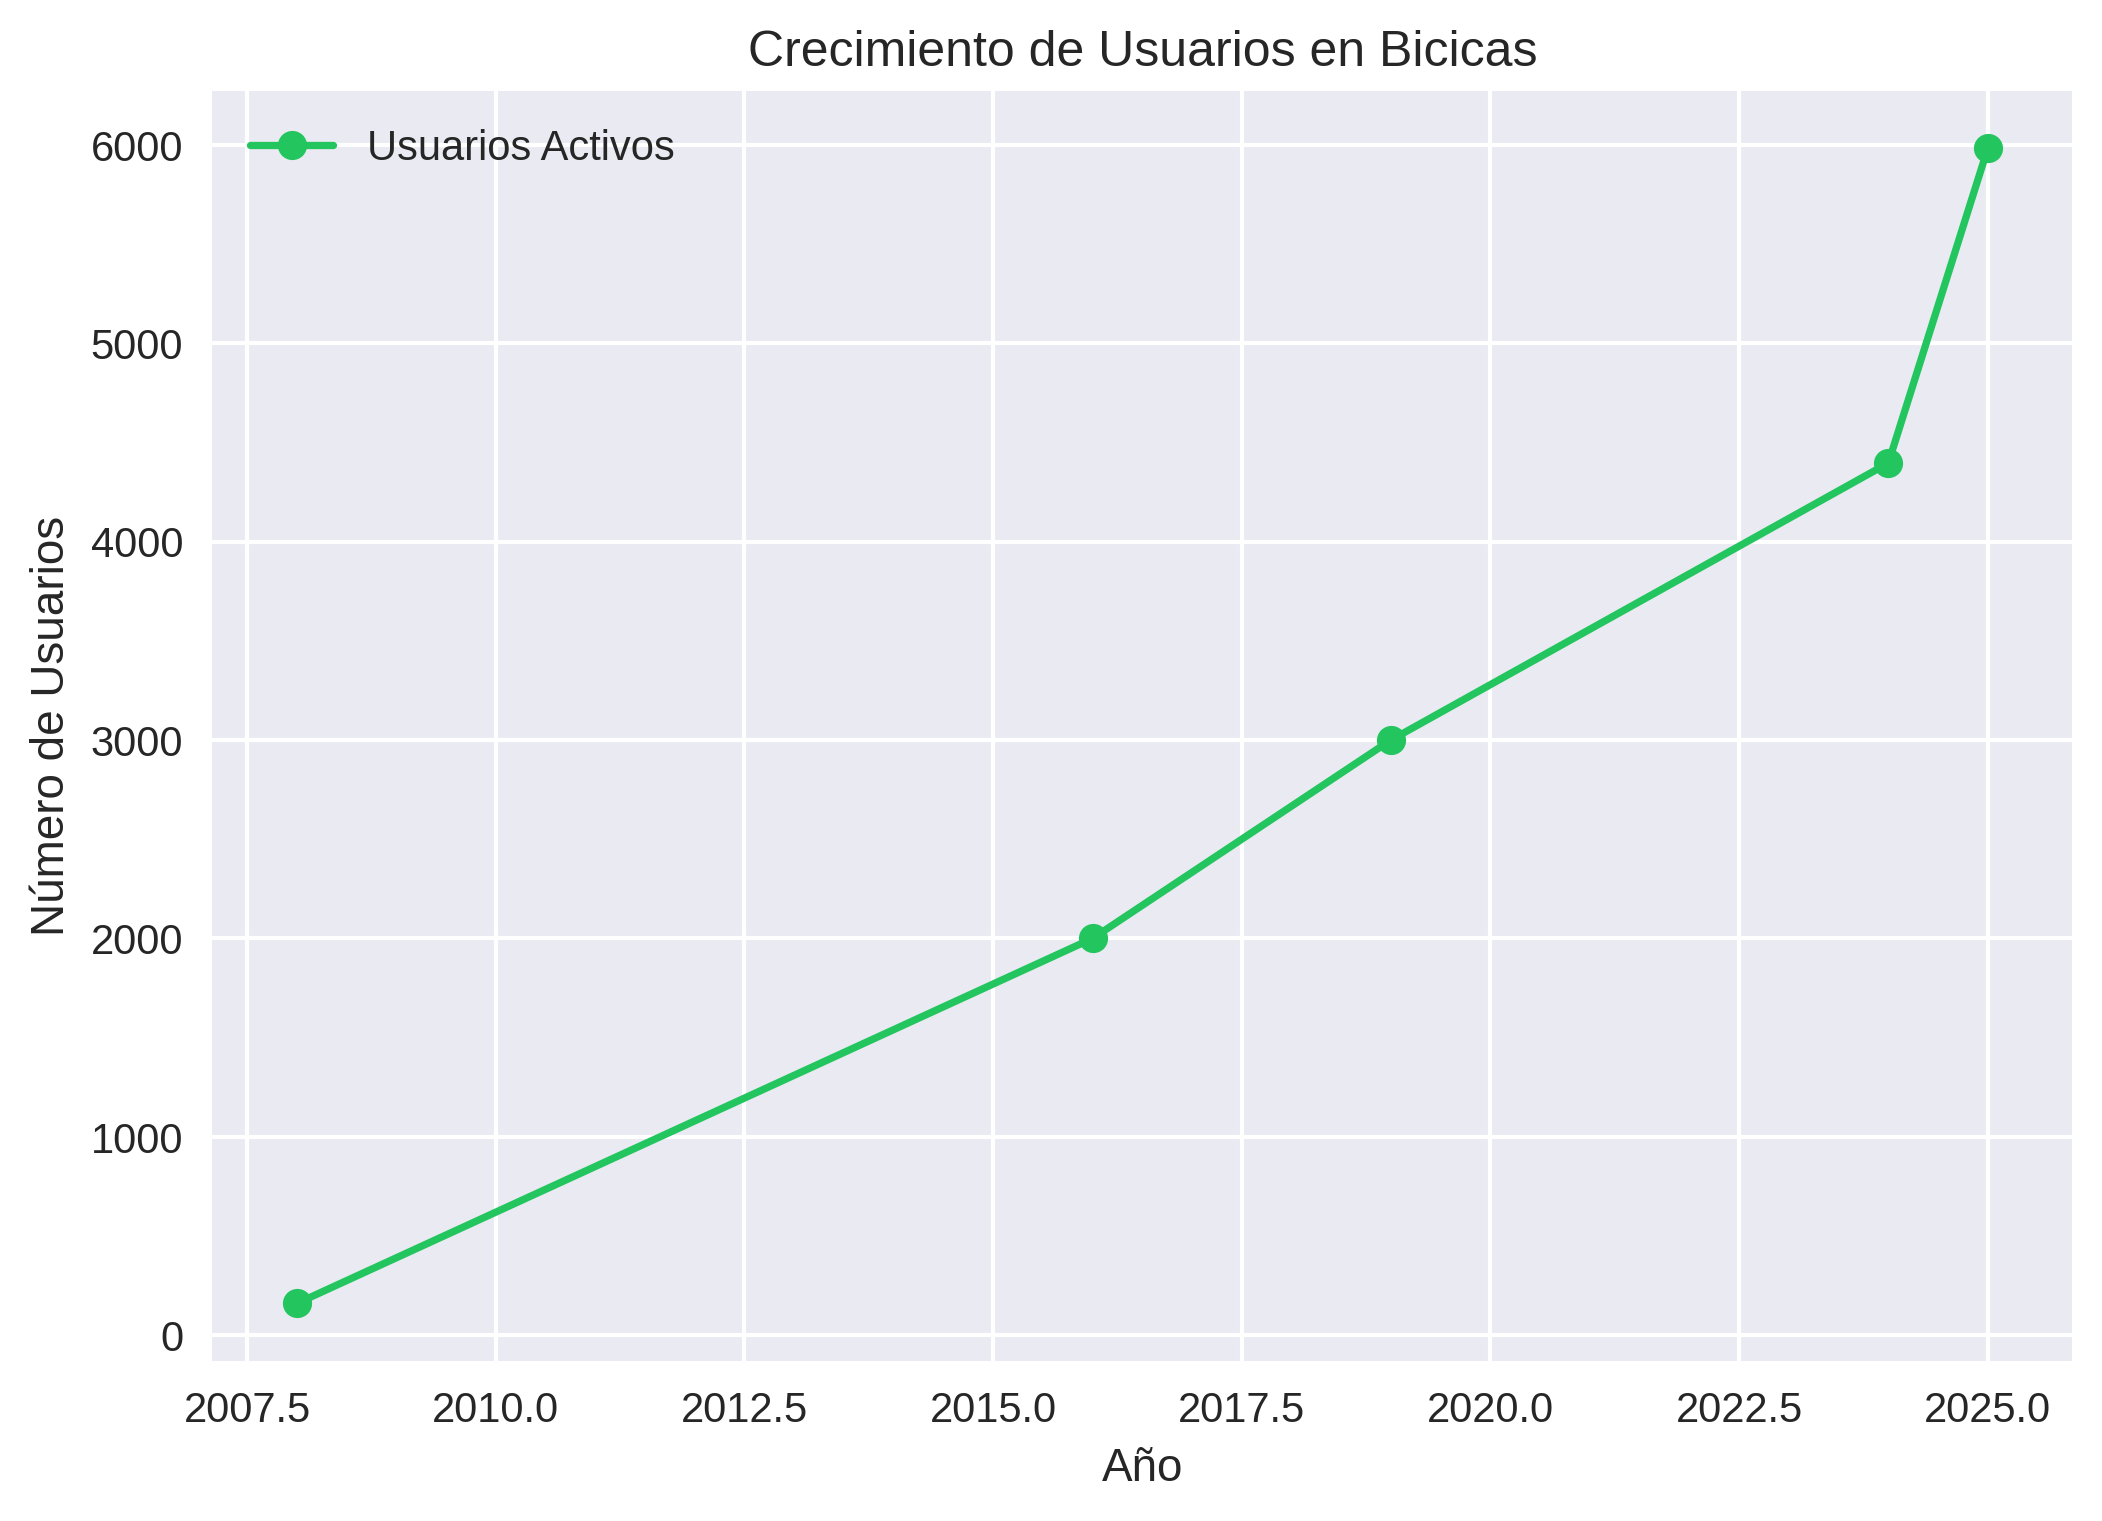 Crecimiento de Usuarios en Bicicas
Usuarios Activos
6000
5000
4000
3000
2000
1000
0
Número de Usuarios
2007.5 2010.0 2012.5 2015.0 2017.5 2020.0 2022.5 2025.0
Año